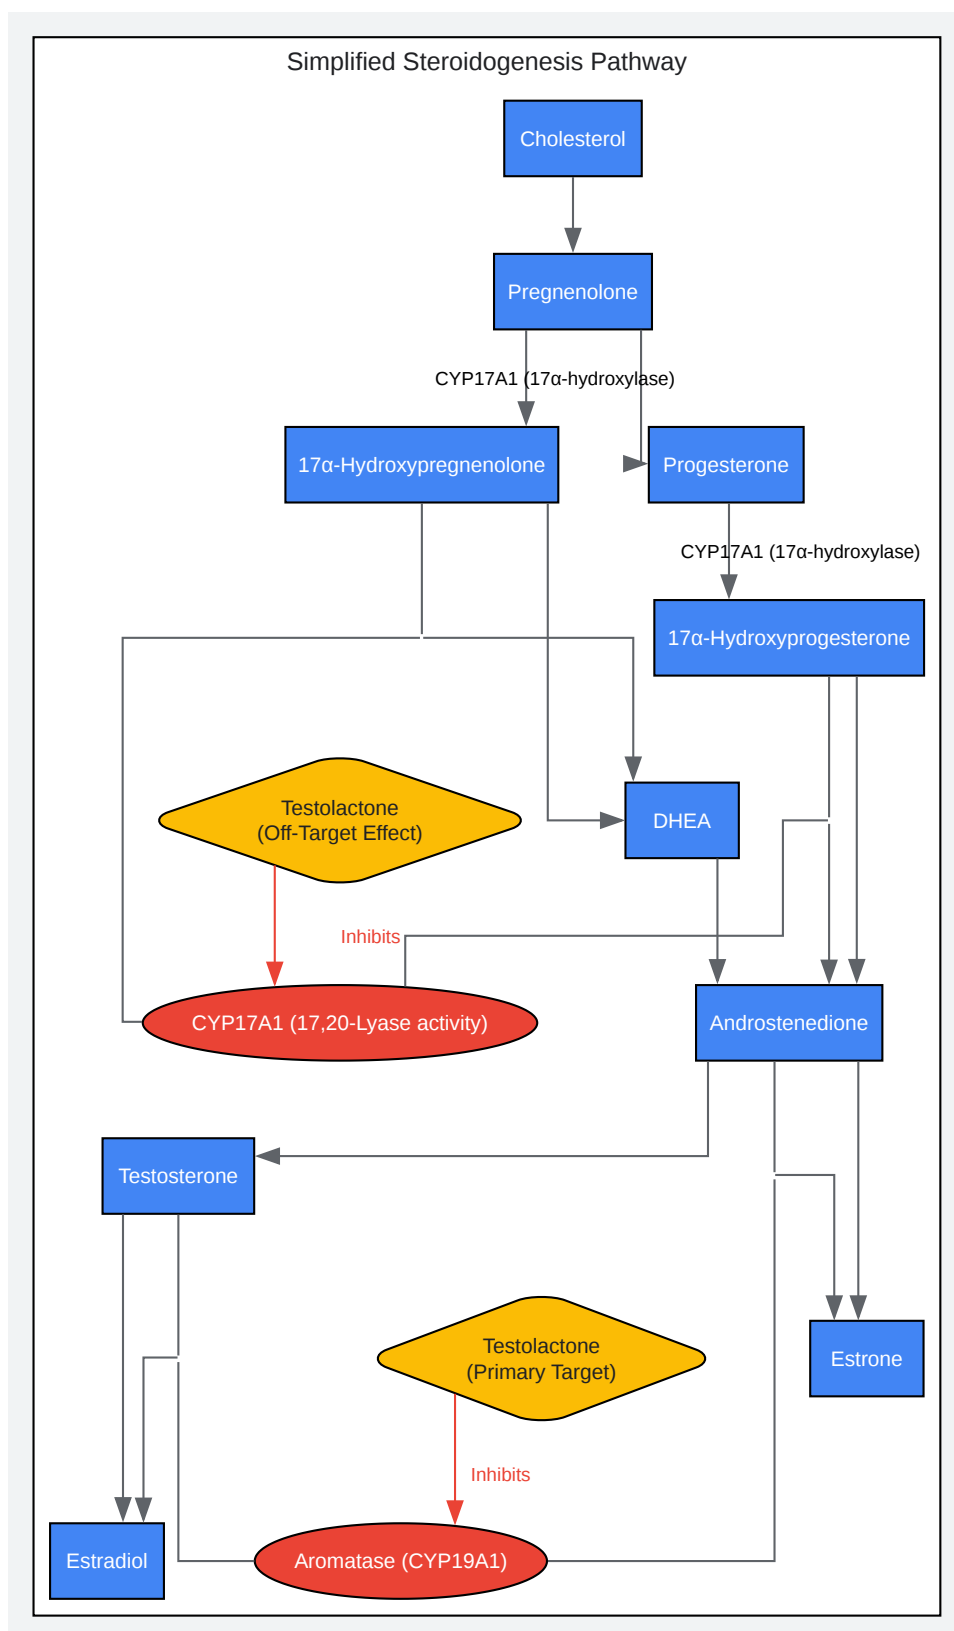 Simplified Steroidogenesis Pathway
Cholesterol
Pregnenolone
CYP17A1 (17α-hydroxylase)
17α-Hydroxypregnenolone
Progesterone
CYP17A1 (17α-hydroxylase)
17α-Hydroxyprogesterone
Testolactone
(Off-Target Effect)
DHEA
Inhibits
CYP17A1 (17,20-Lyase activity)
Androstenedione
Testosterone
Testolactone
(Primary Target)
Estrone
Inhibits
Estradiol
Aromatase (CYP19A1)